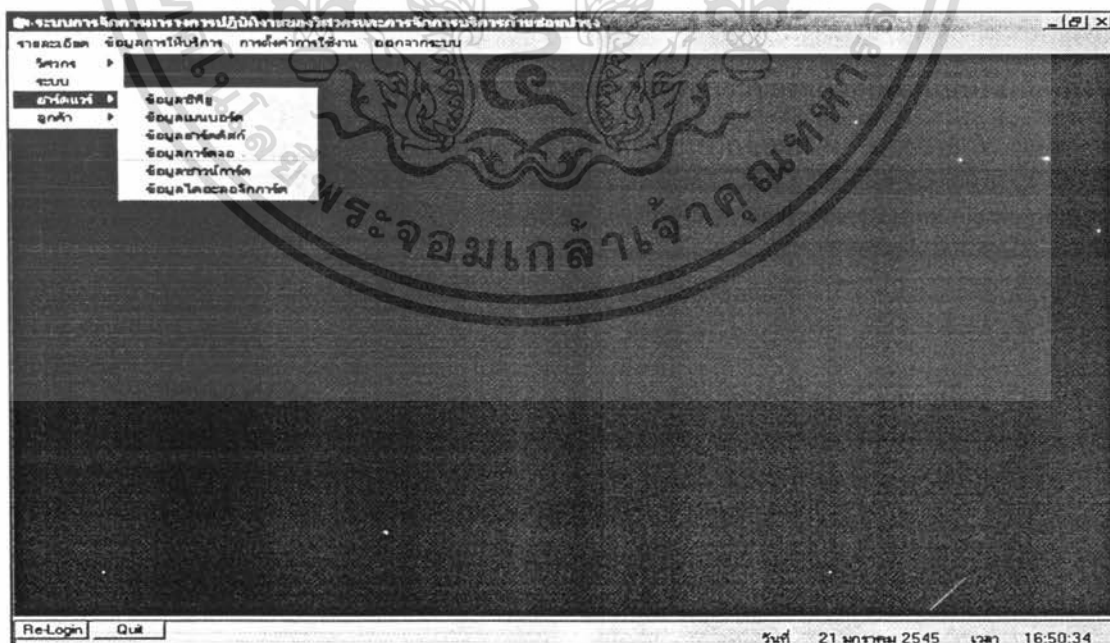 ระบบการจัดการตารางการปฏิบัติงานของวิศวกรและการจัดการบริการด้านซ่อมบำรุง
รายละเอียด ข้อมูลการให้บริการ การตั้งค่าการใช้งาน ออกจากระบบ
วิศวกร
ระบบ
ฮาร์ดแวร์
ลูกค้า
ข้อมูลซีพียู
ข้อมูลเมนบอร์ด
ข้อมูลฮาร์ดดิสก์
ข้อมูลการ์ดจอ
ข้อมูลซาวน์การ์ด
ข้อมูลไดอะลอจิกการ์ด
พระจอมเกล้าเจ้าคุณทหาร
Re-Login Quit
วันที่ 21 มกราคม 2545 เวลา 16:50:34